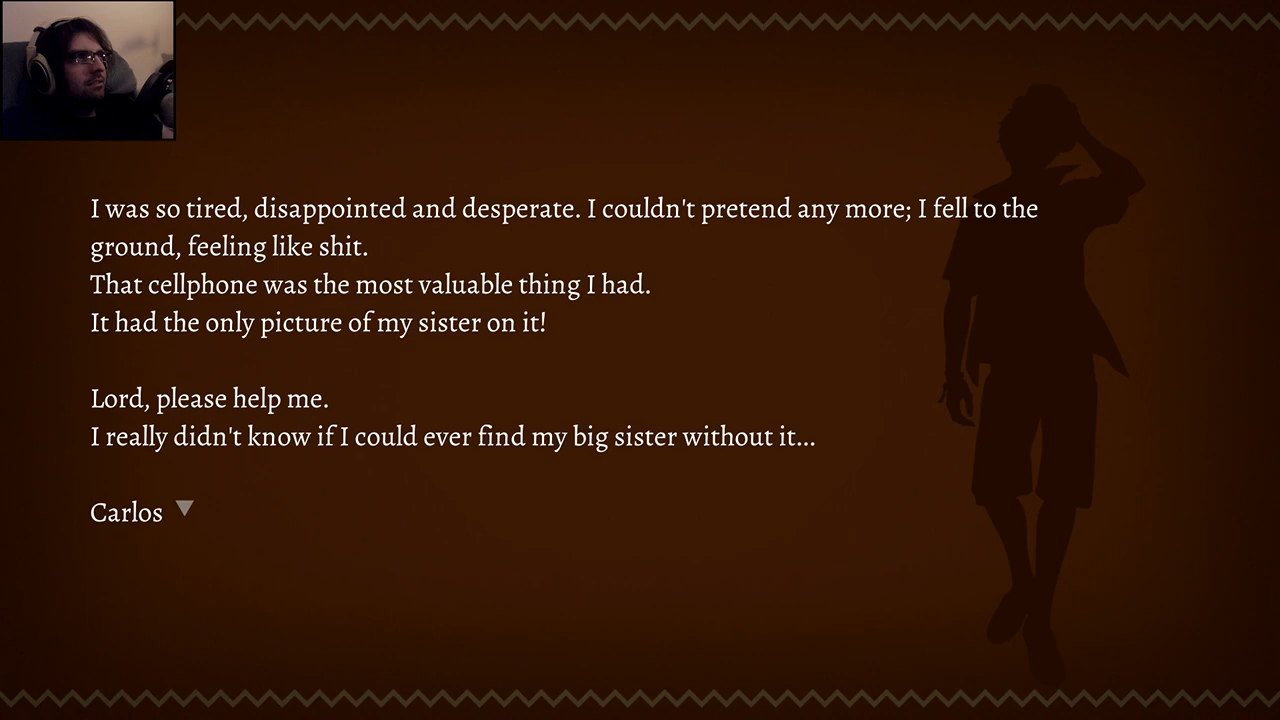 I was so tired, disappointed and desperate. I couldn't pretend any more; I fell to the
ground, feeling like shit.
That cellphone was the most valuable thing I had.
It had the only picture of my sister on it!
Lord, please help me.
I really didn't know if I could ever find my big sister without it...
Carlos